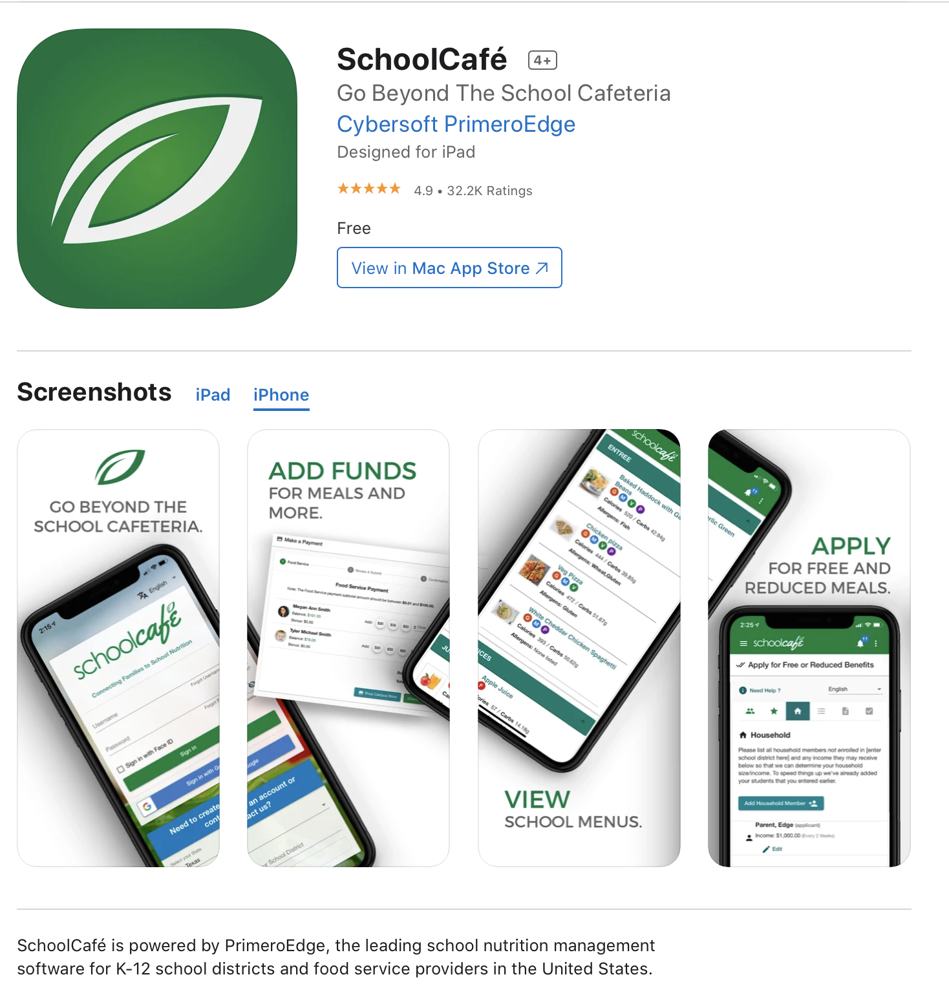 SchoolCafé 4+
Go Beyond The School Cafeteria
Cybersoft PrimeroEdge
Designed for iPad
4.9 • 32.2K Ratings
Free
View in Mac App Store
Screenshots iPad iPhone
GO BEYOND THE
SCHOOL CAFETERIA.
2:15
English
schoolcafé
Connecting Families to School Nutrition
Forgot Username
Username
Password
Sign in with Face ID
Sign in
Sign in with Go
Need to create
cont
Select your State
Texas
ADD FUNDS
FOR MEALS AND
MORE.
Make a Payment
1 Food Service
2 Review & Submit
3 Confirmation
Food Service Payment
Note: The Food Service payment subtotal amount should be between $0.01 and $100.00.
Megan Ann Smith
Balance: $101.55
Bonus: $0.00
Add: $20 $35 $50 $ Other
Tyler Michael Smith
Balance: $78.05
Bonus: $0.00
Add: $20 $35 $50
Shop Campus Store
JU
Cal
oogle
an account or
act us?
ur School District
schoolcafé
ENTREE
Baked Haddock with Ga
Beans
G M V P
Calories 520 / Carbs 42.94g
Allergens: Fish
Chicken pizza
G M V P
Calories 444 / Carbs 39.85g
Allergens: Wheat,Gluten
Veg Pizza
G M V
Calories 472 / Carbs 51.67g
Allergens: Gluten
White Cheddar Chicken Spaghetti
G M P
Calories 393 / Carbs 50.62g
Allergens: None listed
ICES
Apple Juice
F
ories 57 / Carbs 14.18g
VIEW
SCHOOL MENUS.
11
arlic Green
APPLY
FOR FREE AND
REDUCED MEALS.
2:25
schoolcafé 11
Apply for Free or Reduced Benefits
Need Help ? English
Household
Please list all household members not enrolled in [enter
school district here] and any income they may receive
below so that we can determine your household
size/income. To speed things up we've already added
your students that you entered earlier.
Add Household Member
Parent, Edge (applicant)
Income: $1,000.00 (Every 2 Weeks)
Edit
SchoolCafé is powered by PrimeroEdge, the leading school nutrition management
software for K-12 school districts and food service providers in the United States.